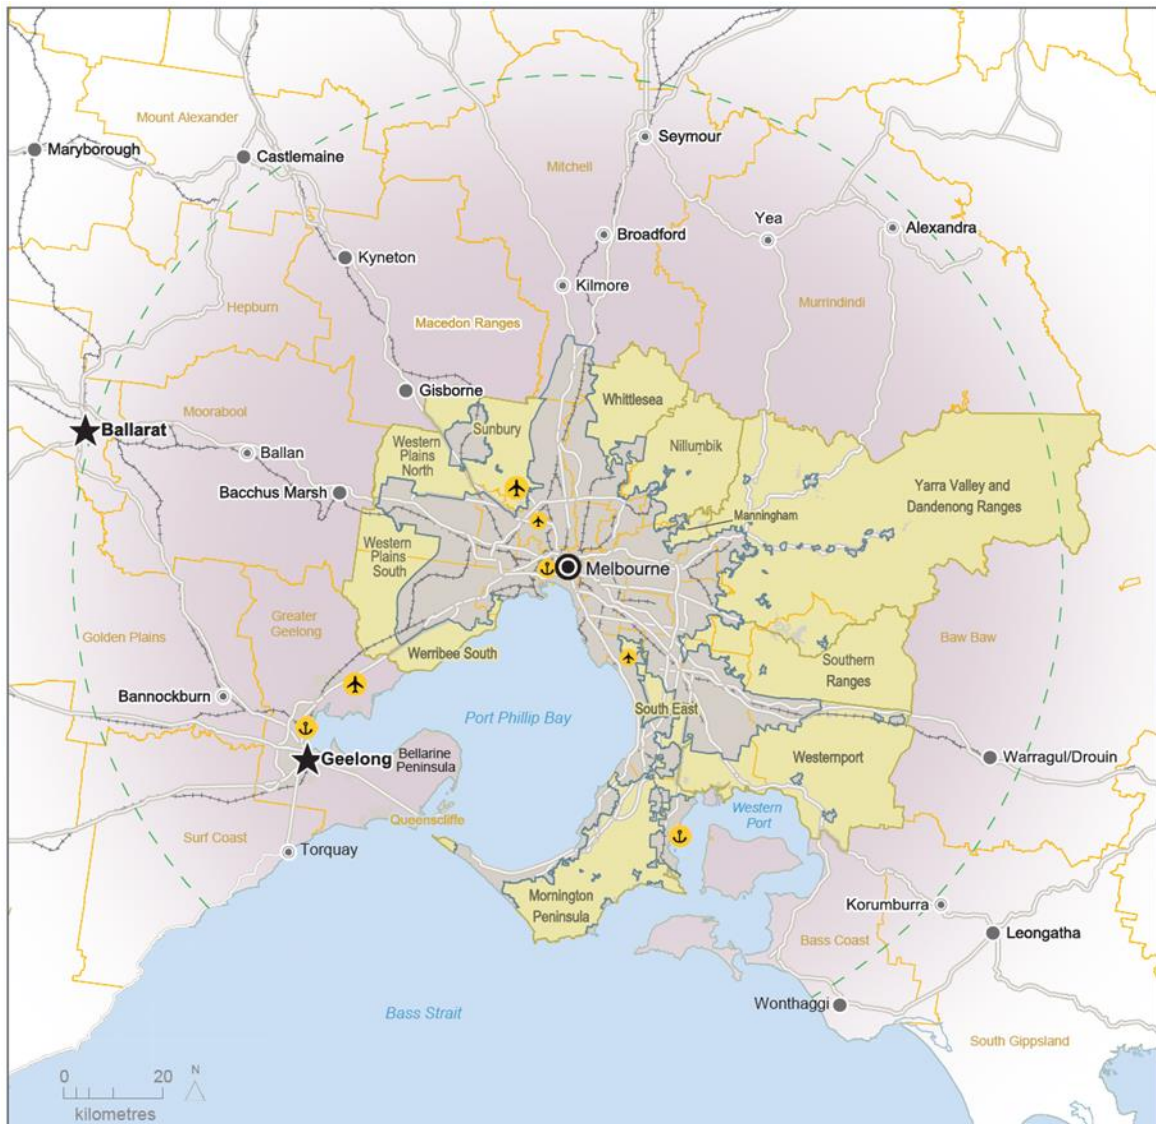 Mount Alexander
Maryborough
Castlemaine
Seymour
Mitchell
Yea
Alexandra
Broadford
Kyneton
Kilmore
Hepburn
Macedon Ranges
Murrindindi
Gisborne
Whittlesea
Moorabool
Ballarat
Sunbury
Western
Plains
North
Nillumbik
Ballan
Bacchus Marsh
Yarra Valley and
Dandenong Ranges
Manningham
Western
Plains
South
Melbourne
Greater
Geelong
Golden Plains
Werribee South
Baw Baw
Southern
Ranges
Bannockburn
Port Phillip Bay
South East
Geelong
Bellarine
Peninsula
Westernport
Warragul/Drouin
Western
Port
Queenscliffe
Surf Coast
Torquay
Mornington
Peninsula
Korumburra
Leongatha
Bass Coast
Wonthaggi
Bass Strait
South Gippsland
N
0 20
kilometres